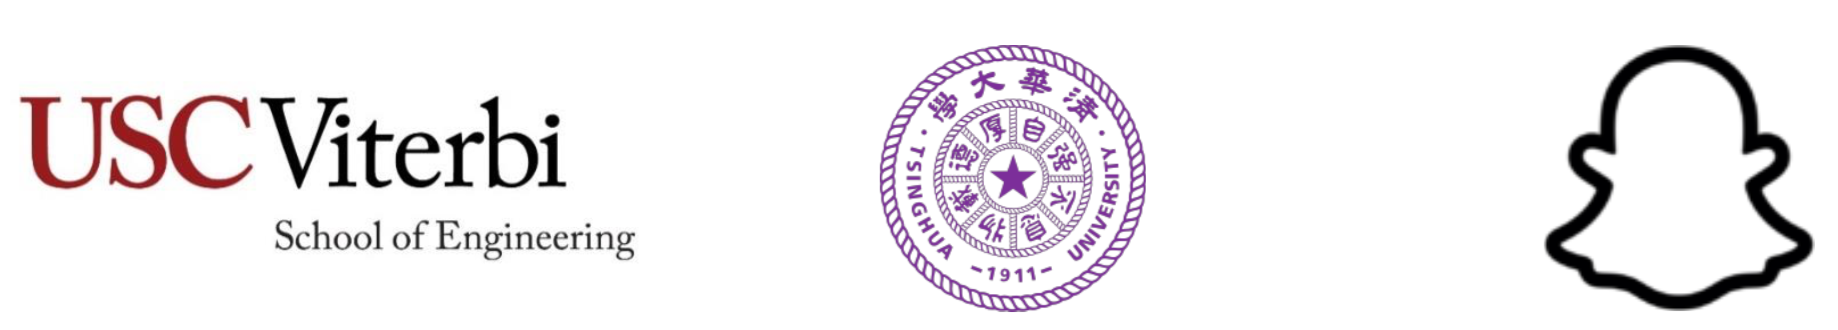 USC Viterbi
School of Engineering
清華大學
TSINGHUA UNIVERSITY
自强不息
厚德載物
-1911-